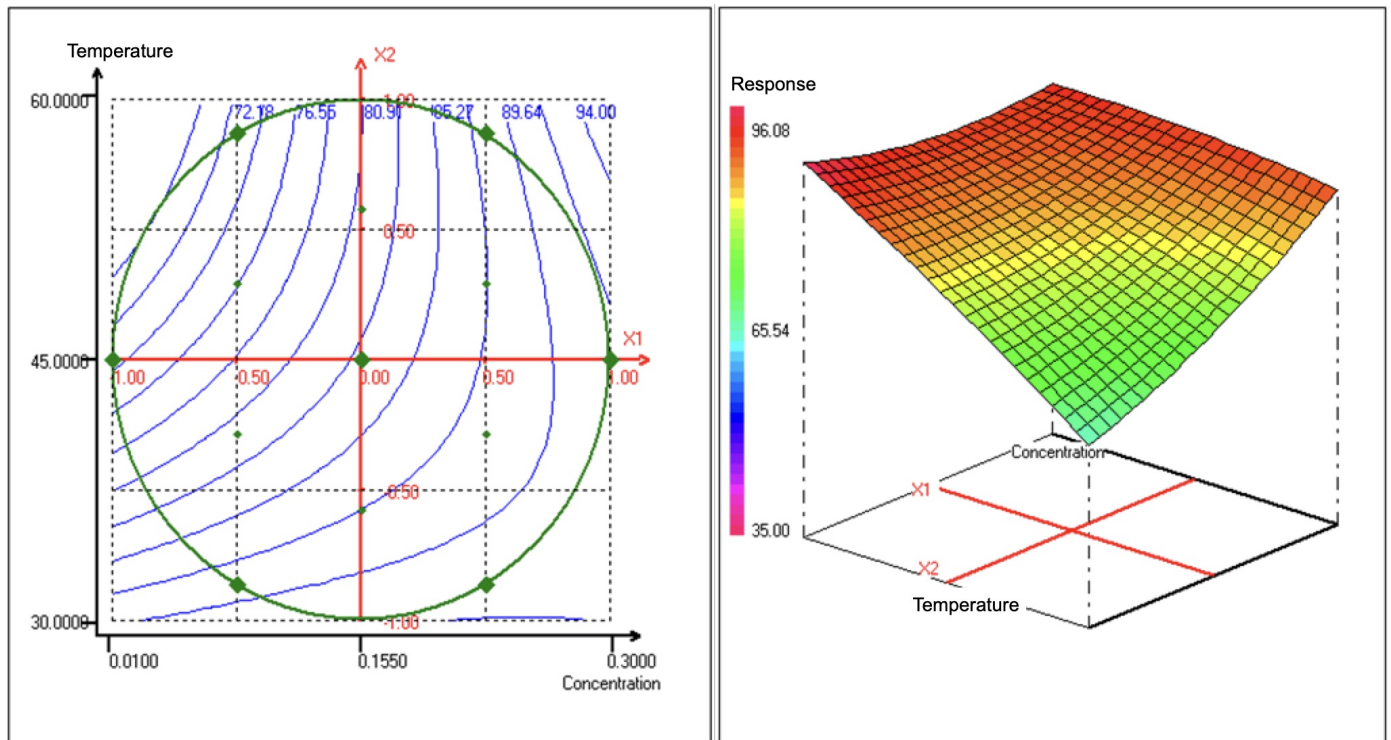 Temperature
X2
60.0000
1.00
72.18 76.55 80.91 85.27 89.64 94.00
0.50
X1
45.0000
1.00 0.50 0.00 0.50 1.00
-0.50
30.0000
-1.00
0.0100 0.1550 0.3000
Concentration
Response
96.08
65.54
35.00
Concentration
X1
X2
Temperature